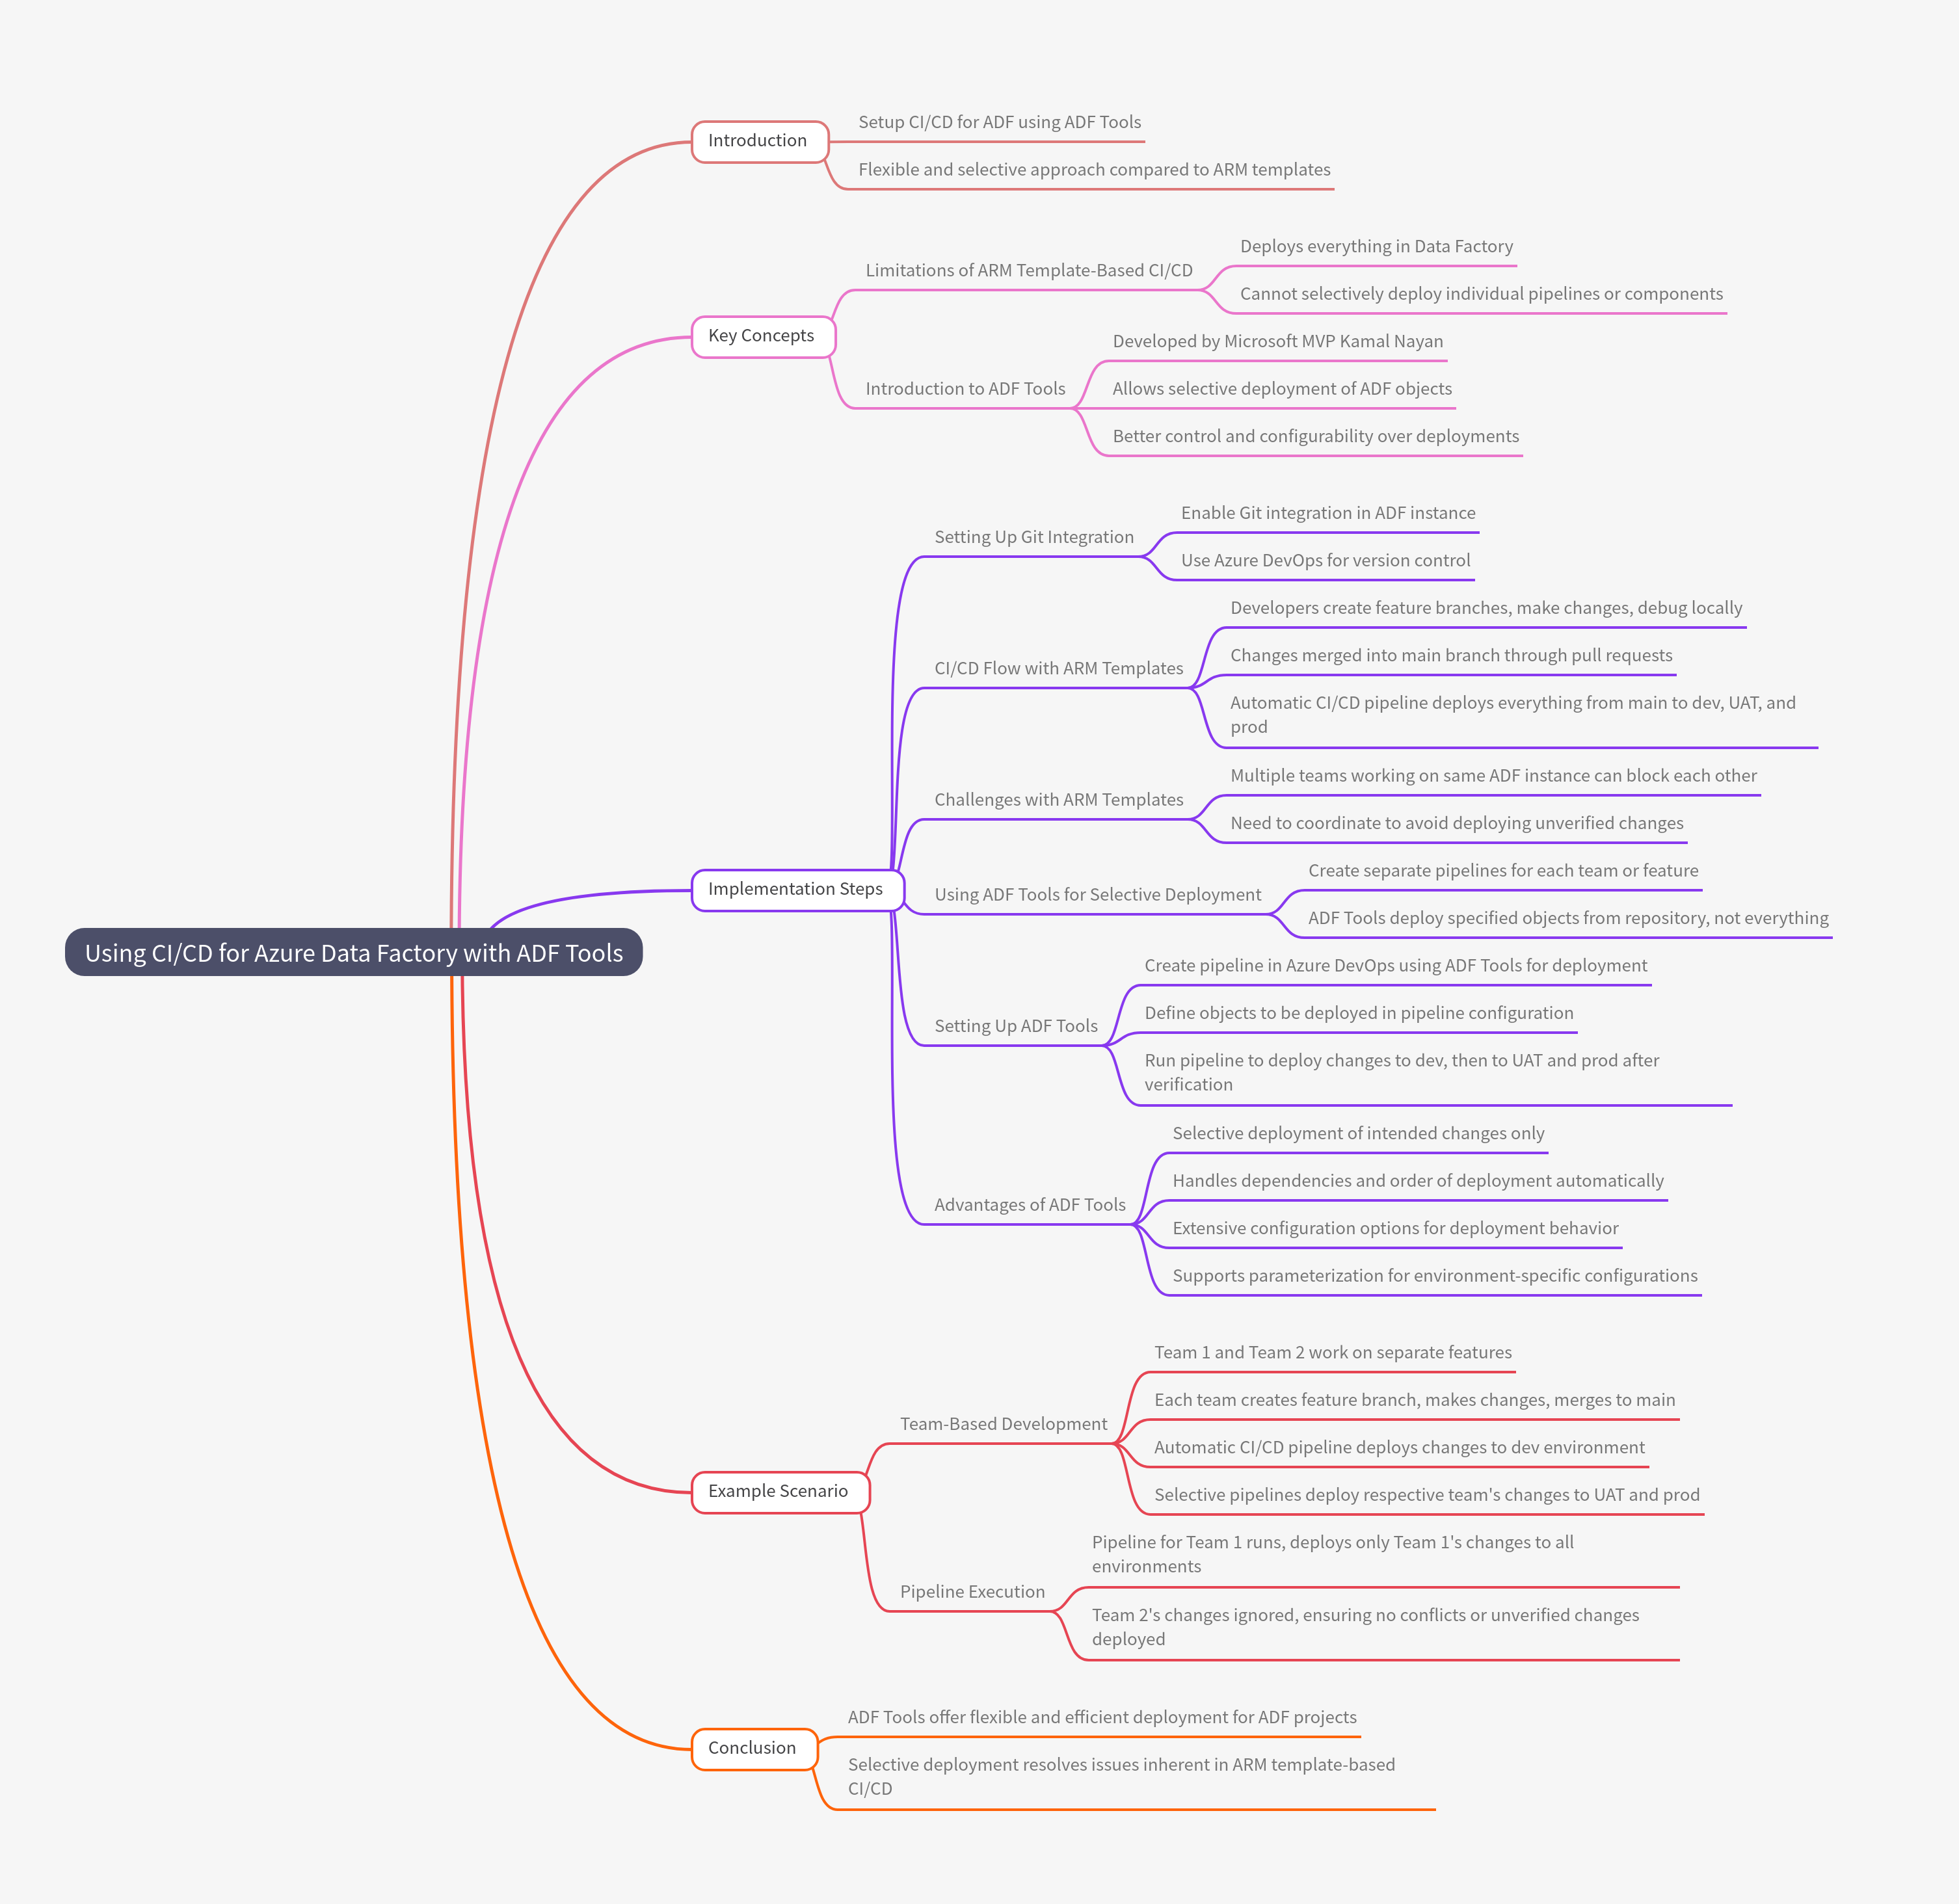 Introduction
Setup CI/CD for ADF using ADF Tools
Flexible and selective approach compared to ARM templates
Key Concepts
Limitations of ARM Template-Based CI/CD
Deploys everything in Data Factory
Cannot selectively deploy individual pipelines or components
Introduction to ADF Tools
Developed by Microsoft MVP Kamal Nayan
Allows selective deployment of ADF objects
Better control and configurability over deployments
Using CI/CD for Azure Data Factory with ADF Tools
Implementation Steps
Setting Up Git Integration
Enable Git integration in ADF instance
Use Azure DevOps for version control
CI/CD Flow with ARM Templates
Developers create feature branches, make changes, debug locally
Changes merged into main branch through pull requests
Automatic CI/CD pipeline deploys everything from main to dev, UAT, and
prod
Challenges with ARM Templates
Multiple teams working on same ADF instance can block each other
Need to coordinate to avoid deploying unverified changes
Using ADF Tools for Selective Deployment
Create separate pipelines for each team or feature
ADF Tools deploy specified objects from repository, not everything
Setting Up ADF Tools
Create pipeline in Azure DevOps using ADF Tools for deployment
Define objects to be deployed in pipeline configuration
Run pipeline to deploy changes to dev, then to UAT and prod after
verification
Advantages of ADF Tools
Selective deployment of intended changes only
Handles dependencies and order of deployment automatically
Extensive configuration options for deployment behavior
Supports parameterization for environment-specific configurations
Example Scenario
Team-Based Development
Team 1 and Team 2 work on separate features
Each team creates feature branch, makes changes, merges to main
Automatic CI/CD pipeline deploys changes to dev environment
Selective pipelines deploy respective team's changes to UAT and prod
Pipeline Execution
Pipeline for Team 1 runs, deploys only Team 1's changes to all
environments
Team 2's changes ignored, ensuring no conflicts or unverified changes
deployed
Conclusion
ADF Tools offer flexible and efficient deployment for ADF projects
Selective deployment resolves issues inherent in ARM template-based
CI/CD